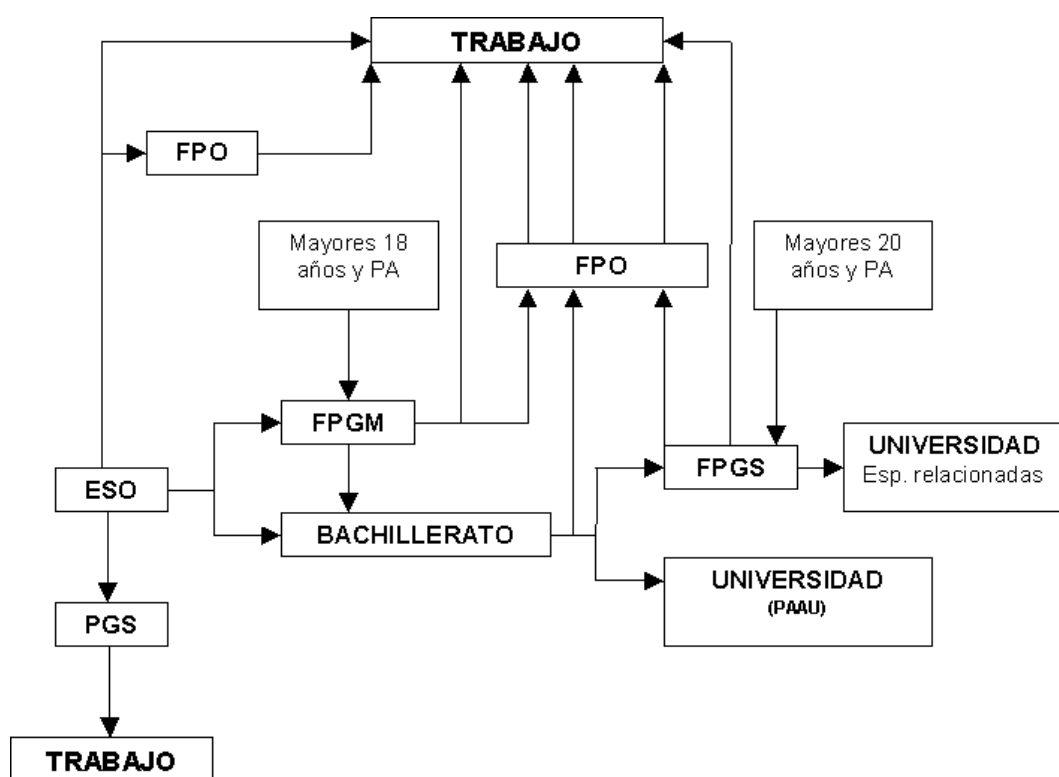 TRABAJO
FPO
Mayores 18
años y PA
FPO
Mayores 20
años y PA
FPGM
FPGS
UNIVERSIDAD
Esp. relacionadas
ESO
BACHILLERATO
UNIVERSIDAD
(PAAU)
PGS
TRABAJO